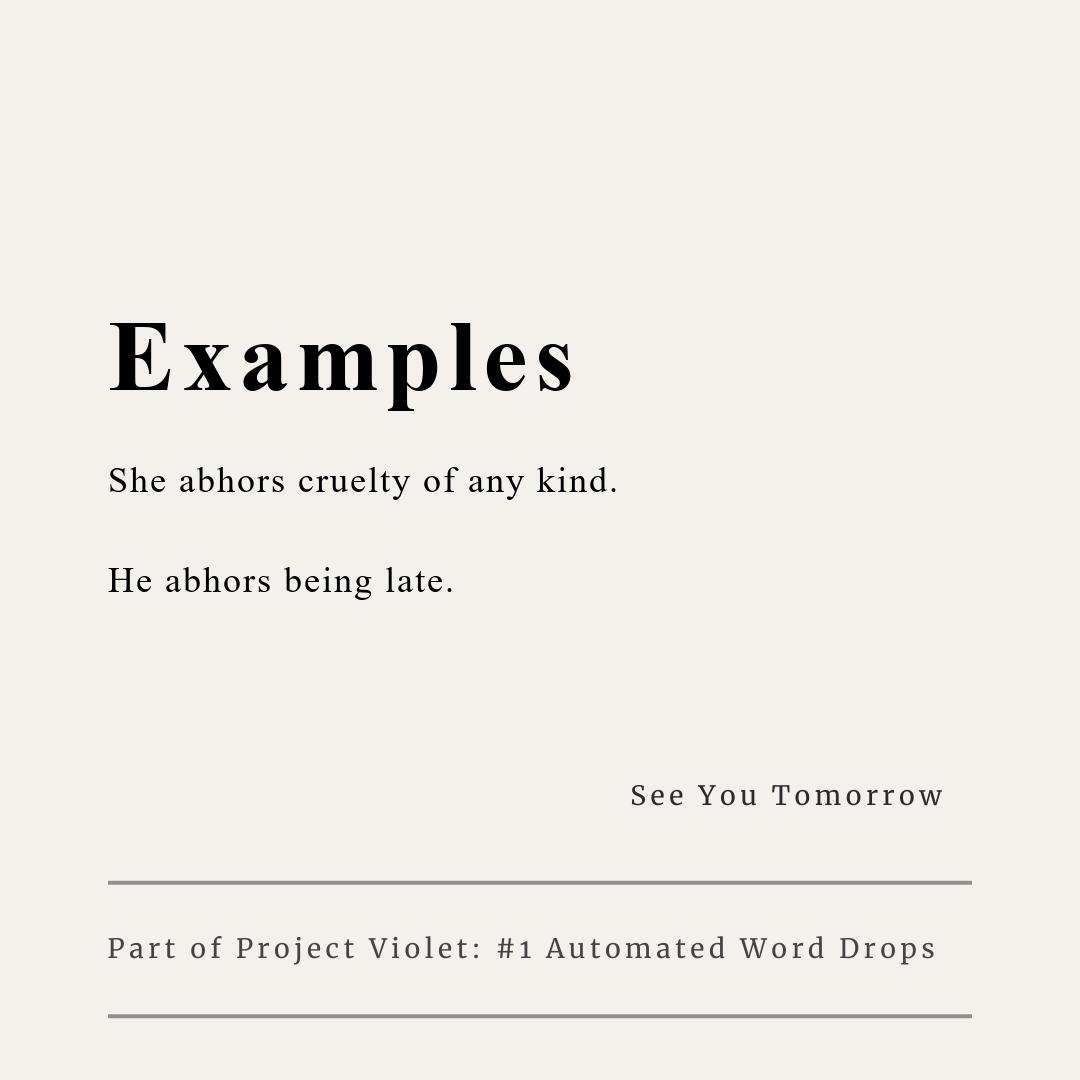 Examples
She abhors cruelty of any kind.
He abhors being late.
See You Tomorrow
Part of Project Violet: #1 Automated Word Drops